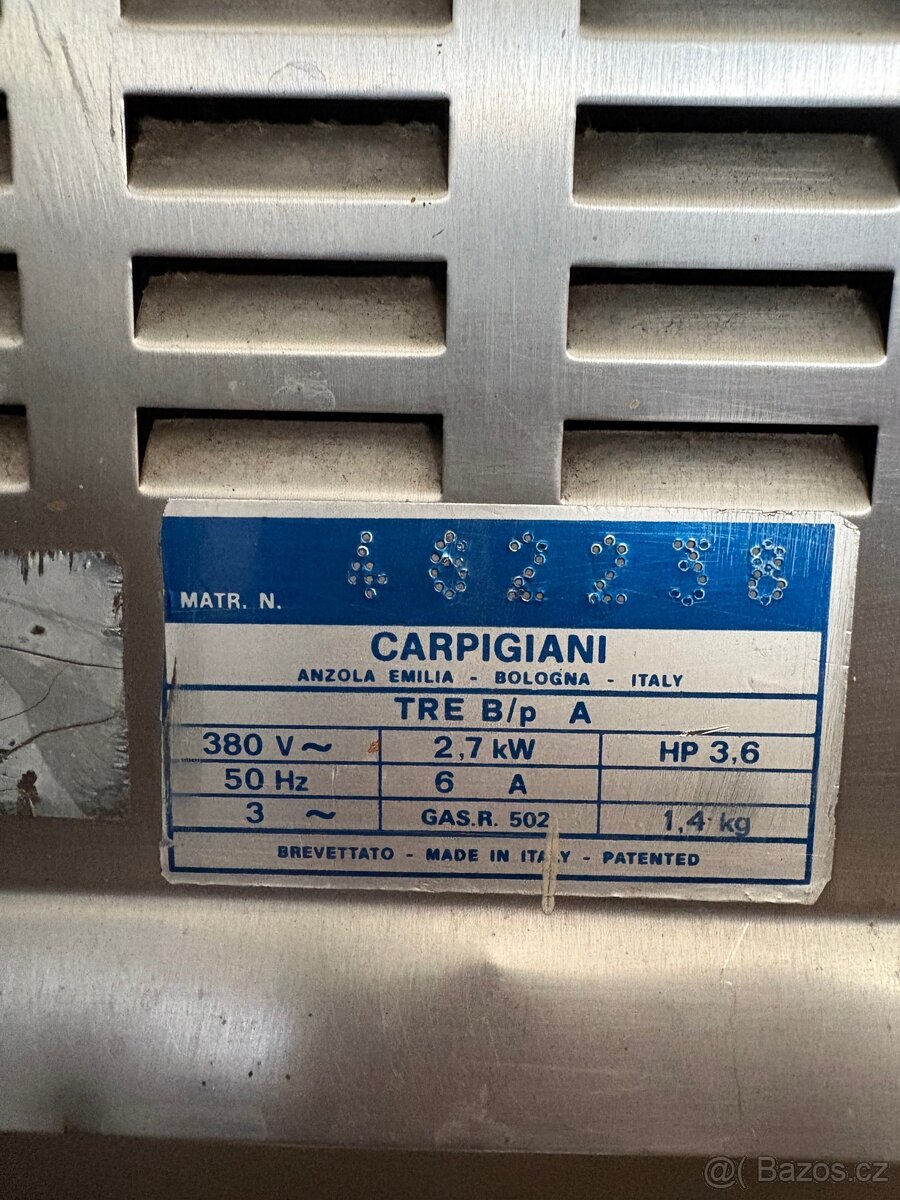 MATR. N. 462238
CARPIGIANI
ANZOLA EMILIA - BOLOGNA - ITALY
TRE B/p A
380 V ~ 2,7 kW HP 3,6
50 Hz 6 A
3 ~ GAS.R. 502 1,4 kg
BREVETTATO - MADE IN ITALY - PATENTED
@( Bazos.cz